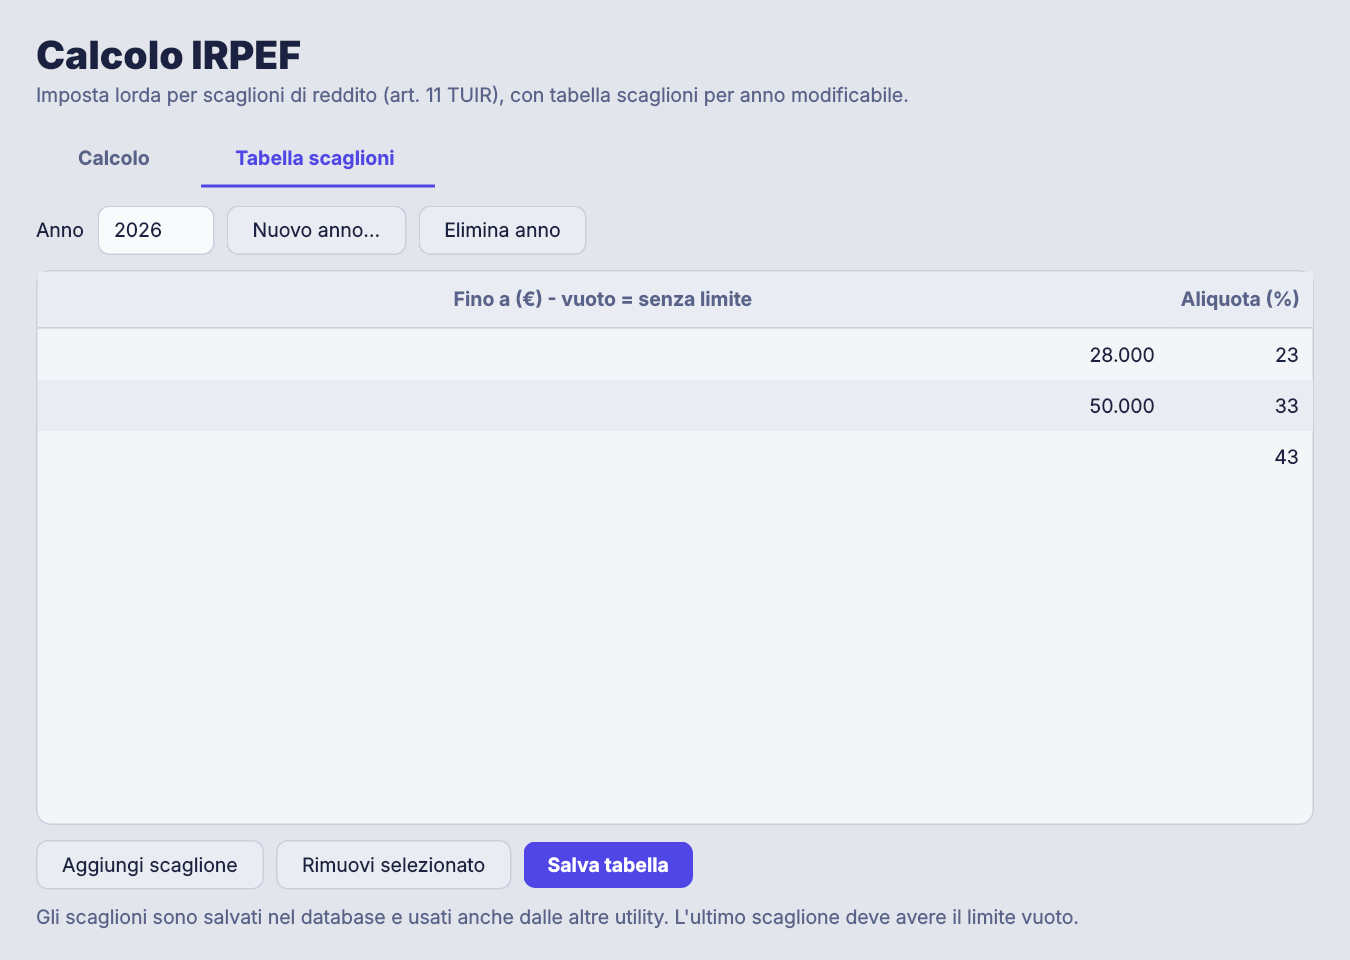 Calcolo IRPEF
Imposta lorda per scaglioni di reddito (art. 11 TUIR), con tabella scaglioni per anno modificabile.
Calcolo Tabella scaglioni
Anno 2026 Nuovo anno... Elimina anno
Fino a (€) - vuoto = senza limite Aliquota (%)
28.000 23
50.000 33
43
Aggiungi scaglione Rimuovi selezionato Salva tabella
Gli scaglioni sono salvati nel database e usati anche dalle altre utility. L'ultimo scaglione deve avere il limite vuoto.